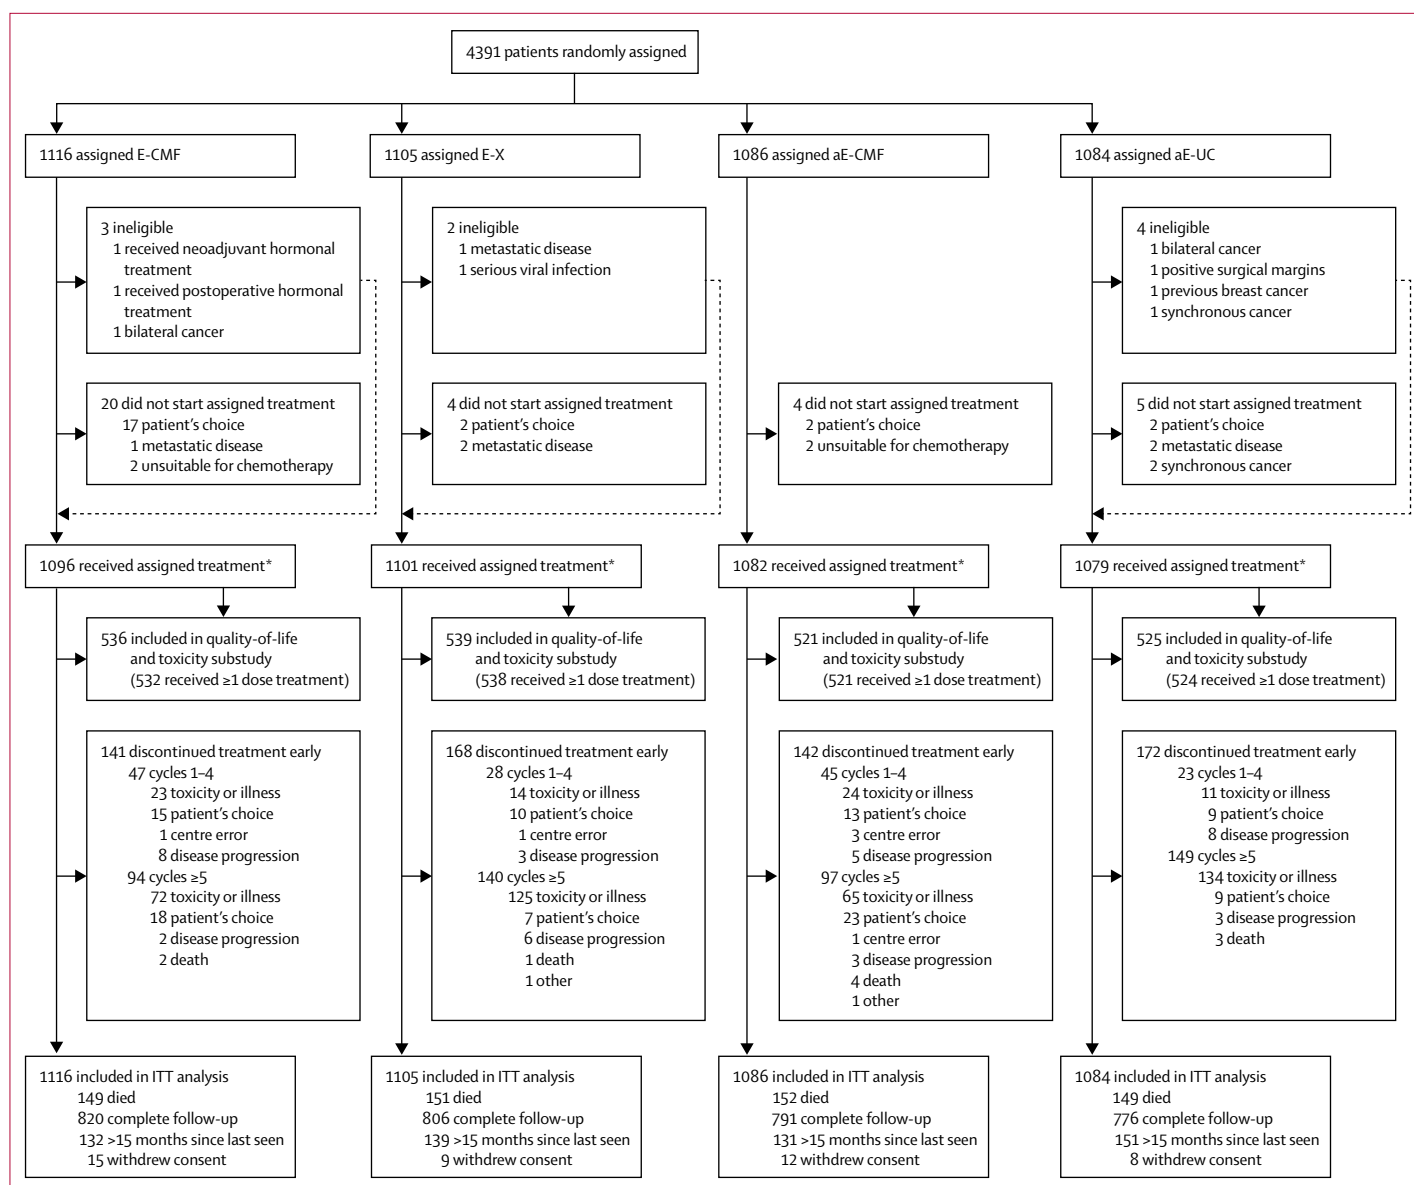 4391 patients randomly assigned
1116 assigned E-CMF
1105 assigned E-X
1086 assigned aE-CMF
1084 assigned aE-UC
3 ineligible
1 received neoadjuvant hormonal
treatment
1 received postoperative hormonal
treatment
1 bilateral cancer
2 ineligible
1 metastatic disease
1 serious viral infection
4 ineligible
1 bilateral cancer
1 positive surgical margins
1 previous breast cancer
1 synchronous cancer
20 did not start assigned treatment
17 patient's choice
1 metastatic disease
2 unsuitable for chemotherapy
4 did not start assigned treatment
2 patient's choice
2 metastatic disease
4 did not start assigned treatment
2 patient's choice
2 unsuitable for chemotherapy
5 did not start assigned treatment
2 patient's choice
2 metastatic disease
2 synchronous cancer
1096 received assigned treatment*
1101 received assigned treatment*
1082 received assigned treatment*
1079 received assigned treatment*
536 included in quality-of-life
and toxicity substudy
(532 received ≥1 dose treatment)
539 included in quality-of-life
and toxicity substudy
(538 received ≥1 dose treatment)
521 included in quality-of-life
and toxicity substudy
(521 received ≥1 dose treatment)
525 included in quality-of-life
and toxicity substudy
(524 received ≥1 dose treatment)
141 discontinued treatment early
47 cycles 1–4
23 toxicity or illness
15 patient's choice
1 centre error
8 disease progression
94 cycles ≥5
72 toxicity or illness
18 patient's choice
2 disease progression
2 death
168 discontinued treatment early
28 cycles 1–4
14 toxicity or illness
10 patient's choice
1 centre error
3 disease progression
140 cycles ≥5
125 toxicity or illness
7 patient's choice
6 disease progression
1 death
1 other
142 discontinued treatment early
45 cycles 1–4
24 toxicity or illness
13 patient's choice
3 centre error
5 disease progression
97 cycles ≥5
65 toxicity or illness
23 patient's choice
1 centre error
3 disease progression
4 death
1 other
172 discontinued treatment early
23 cycles 1–4
11 toxicity or illness
9 patient's choice
8 disease progression
149 cycles ≥5
134 toxicity or illness
9 patient's choice
3 disease progression
3 death
1116 included in ITT analysis
149 died
820 complete follow-up
132 >15 months since last seen
15 withdrew consent
1105 included in ITT analysis
151 died
806 complete follow-up
139 >15 months since last seen
9 withdrew consent
1086 included in ITT analysis
152 died
791 complete follow-up
131 >15 months since last seen
12 withdrew consent
1084 included in ITT analysis
149 died
776 complete follow-up
151 >15 months since last seen
8 withdrew consent